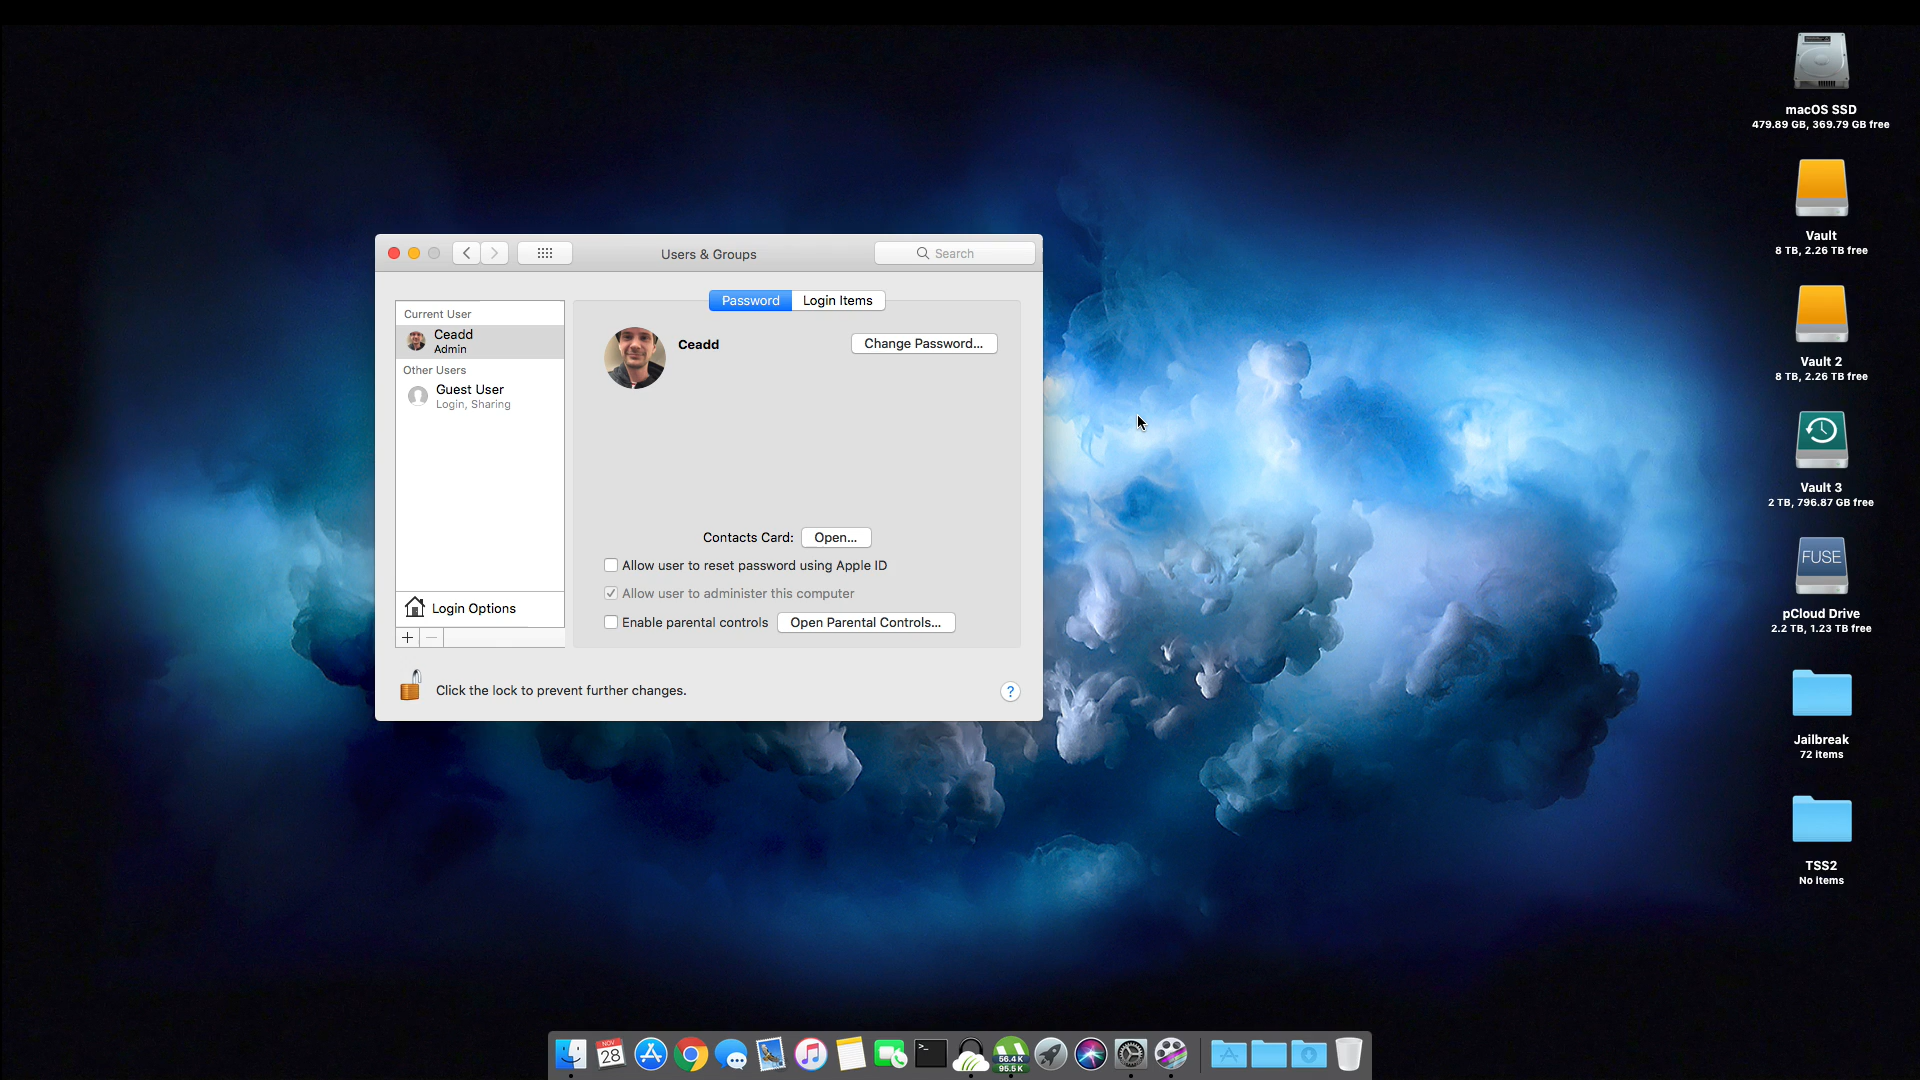 Users & Groups
Search
Password
Login Items
Current User
Ceadd
Admin
Other Users
Guest User
Login, Sharing
Login Options
Ceadd
Change Password...
Contacts Card:
Open...
Allow user to reset password using Apple ID
Allow user to administer this computer
Enable parental controls
Open Parental Controls...
Click the lock to prevent further changes.
?
macOS SSD
479.89 GB, 369.79 GB free
Vault
8 TB, 2.26 TB free
Vault 2
8 TB, 2.26 TB free
Vault 3
2 TB, 796.87 GB free
FUSE
pCloud Drive
2.2 TB, 1.23 TB free
Jailbreak
72 items
TSS2
No items
NOV
28
>_
56.4 K
95.5 K